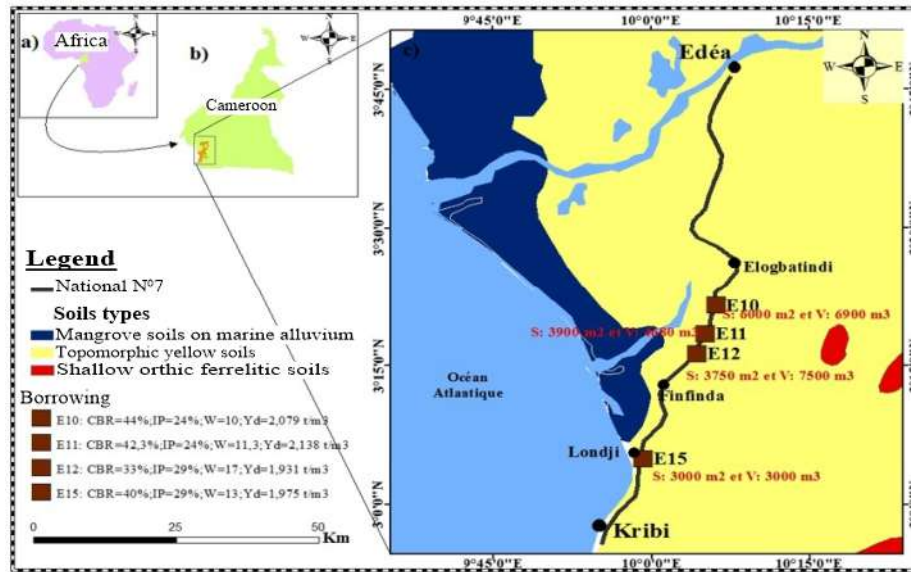 a)
Africa
N
W
E
S
b)
N
W
E
S
Cameroon
Legend
National N°7
Soils types
Mangrove soils on marine alluvium
Topomorphic yellow soils
Shallow orthic ferrelitic soils
Borrowing
E10: CBR=44%;IP=24%;W=10;Yd=2,079 t/m3
E11: CBR=42,3%;IP=24%;W=11,3;Yd=2,138 t/m3
E12: CBR=33%;IP=29%;W=17;Yd=1,931 t/m3
E15: CBR=40%;IP=29%;W=13;Yd=1,975 t/m3
0 25 50
Km
9°45'0"E 10°0'0"E 10°15'0"E
c)
Edéa
N
W
E
S
3°45'0"N
3°30'0"N
Elogbatindi
E10
S: 6000 m2 et V: 6900 m3
S: 3900 m2 et V: m3
E11
E12
3°15'0"N
S: 3750 m2 et V: 7500 m3
Océan
Atlantique
Finfinda
Londji
E15
S: 3000 m2 et V: 3000 m3
3°0'0"N
Kribi
9°45'0"E 10°0'0"E 10°15'0"E